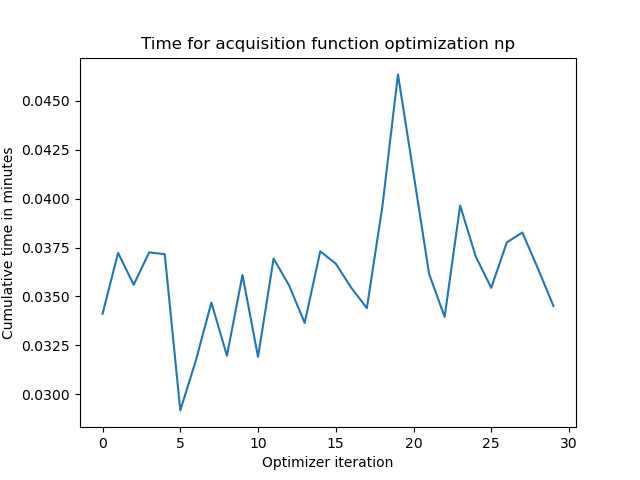 Time for acquisition function optimization np
Cumulative time in minutes
0.0450
0.0425
0.0400
0.0375
0.0350
0.0325
0.0300
0 5 10 15 20 25 30
Optimizer iteration